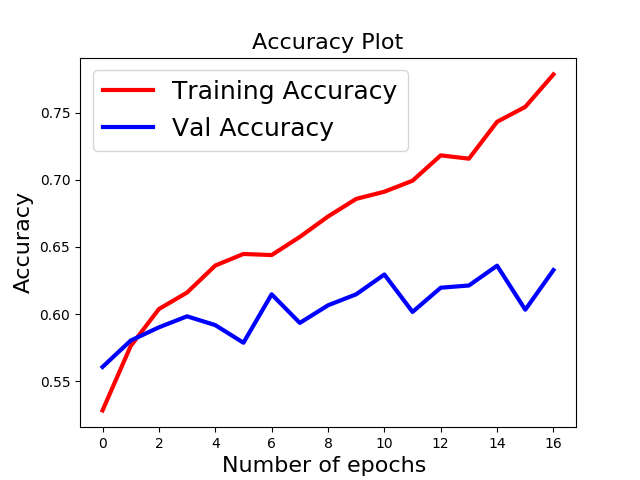 Accuracy Plot
Training Accuracy
Val Accuracy
Accuracy
0.75
0.70
0.65
0.60
0.55
0 2 4 6 8 10 12 14 16
Number of epochs